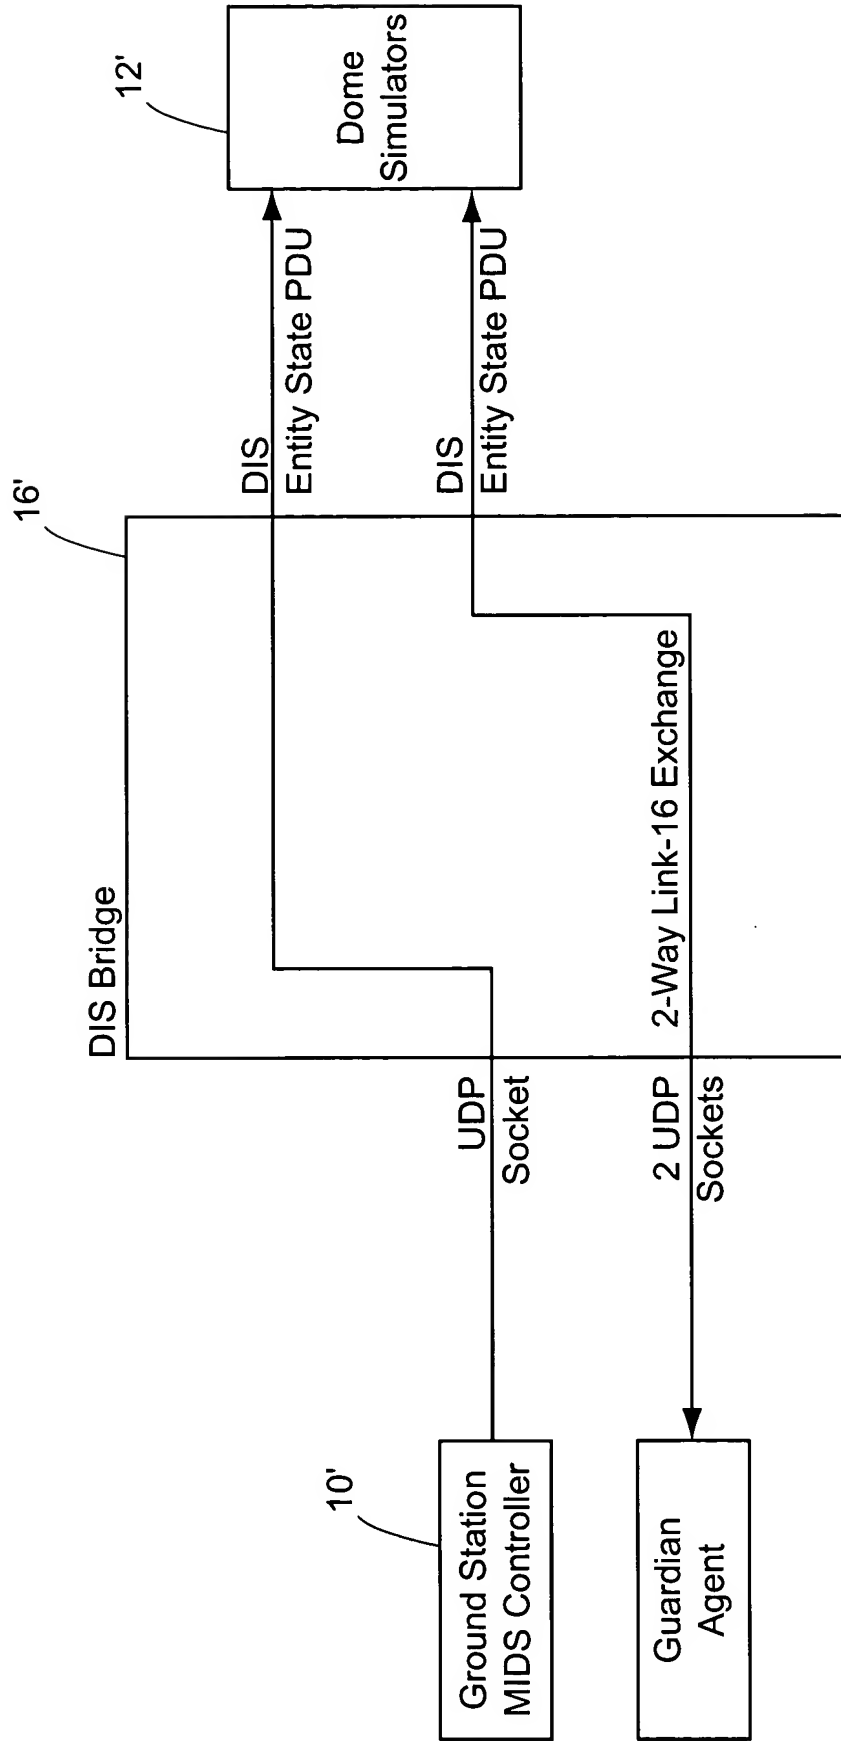 10'
Ground Station
MIDS Controller
Guardian
Agent
UDP
Socket
2 UDP
Sockets
DIS Bridge
16'
2-Way Link-16 Exchange
DIS
Entity State PDU
DIS
Entity State PDU
12'
Dome
Simulators